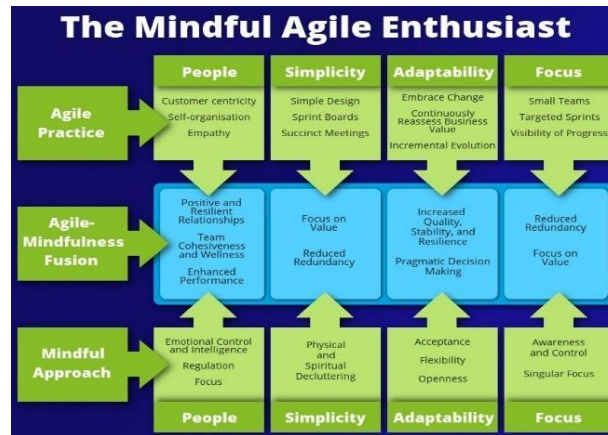 The Mindful Agile Enthusiast
People
Simplicity
Adaptability
Focus
Agile
Practice
Customer centricity
Self-organisation
Empathy
Simple Design
Sprint Boards
Succinct Meetings
Embrace Change
Continuously
Reassess Business
Value
Incremental Evolution
Small Teams
Targeted Sprints
Visibility of Progress
Agile-
Mindfulness
Fusion
Positive and
Resilient
Relationships
Team
Cohesiveness
and Wellness
Enhanced
Performance
Focus on
Value
Reduced
Redundancy
Increased
Quality,
Stability, and
Resilience
Pragmatic Decision
Making
Reduced
Redundancy
Focus on
Value
Mindful
Approach
Emotional Control
and Intelligence
Regulation
Focus
Physical
and
Spiritual
Decluttering
Acceptance
Flexibility
Openness
Awareness
and Control
Singular Focus
People
Simplicity
Adaptability
Focus